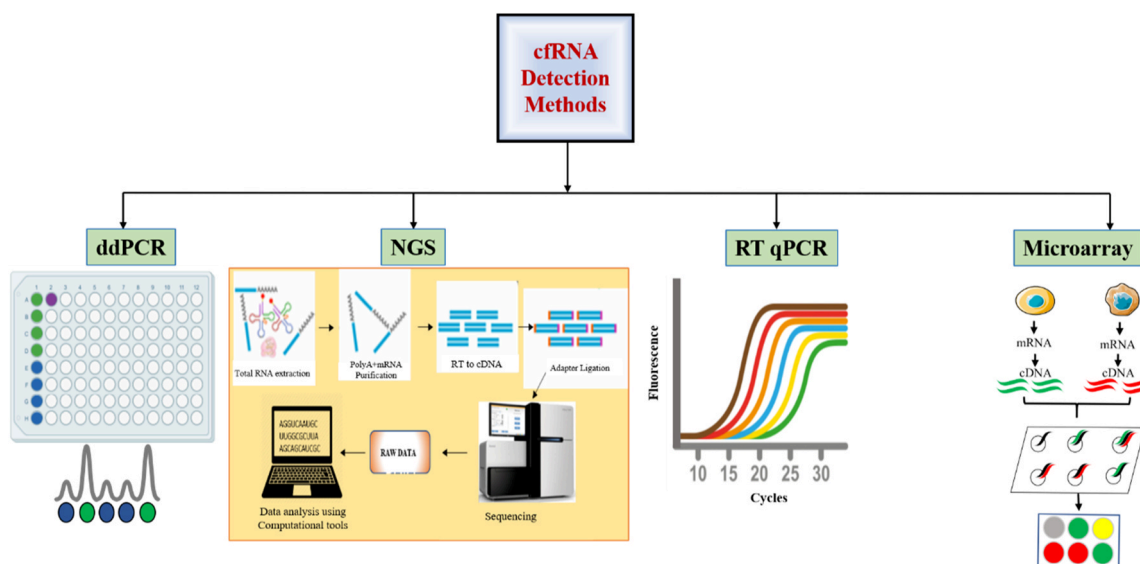 cfRNA
Detection
Methods
ddPCR
NGS
RT qPCR
Microarray
1 2 3 4 5 6 7 8 9 10 11 12
A
B
C
D
E
F
G
H
Total RNA extraction
PolyA+mRNA
Purification
RT to cDNA
Adapter Ligation
AGGUCAAUGC
UUGGCGCUUA
AGCAGCAUCGC
RAW DATA
Data analysis using
Computational tools
Sequencing
Fluorescence
10 15 20 25 30
Cycles
mRNA
mRNA
cDNA
cDNA